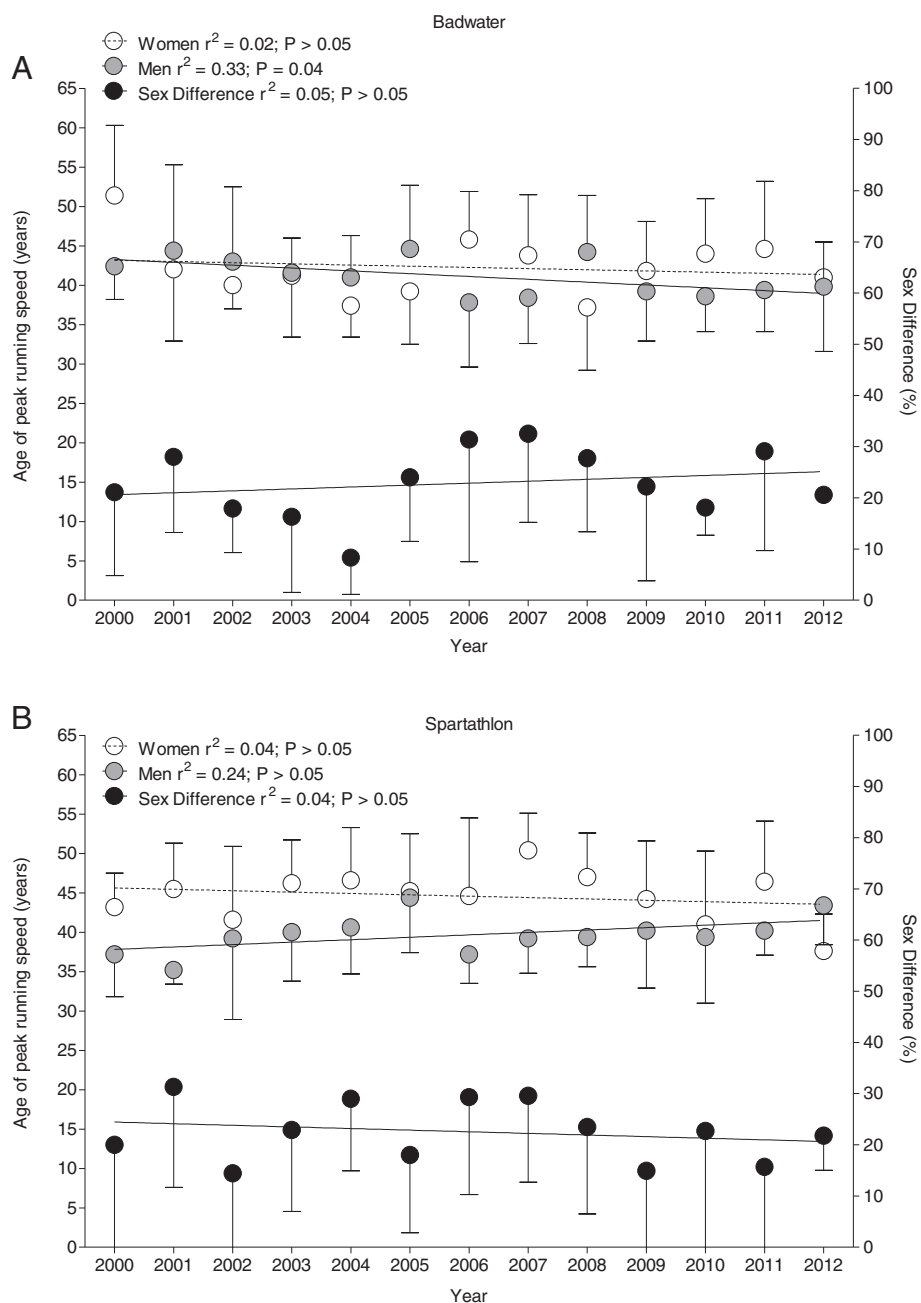 Badwater
A
Women r² = 0.02; P > 0.05
Men r² = 0.33; P = 0.04
Sex Difference r² = 0.05; P > 0.05
Age of peak running speed (years)
65
60
55
50
45
40
35
30
25
20
15
10
5
0
Sex Difference (%)
100
90
80
70
60
50
40
30
20
10
0
2000 2001 2002 2003 2004 2005 2006 2007 2008 2009 2010 2011 2012
Year
B
Spartathlon
Women r² = 0.04; P > 0.05
Men r² = 0.24; P > 0.05
Sex Difference r² = 0.04; P > 0.05
Age of peak running speed (years)
65
60
55
50
45
40
35
30
25
20
15
10
5
0
Sex Difference (%)
100
90
80
70
60
50
40
30
20
10
0
2000 2001 2002 2003 2004 2005 2006 2007 2008 2009 2010 2011 2012
Year